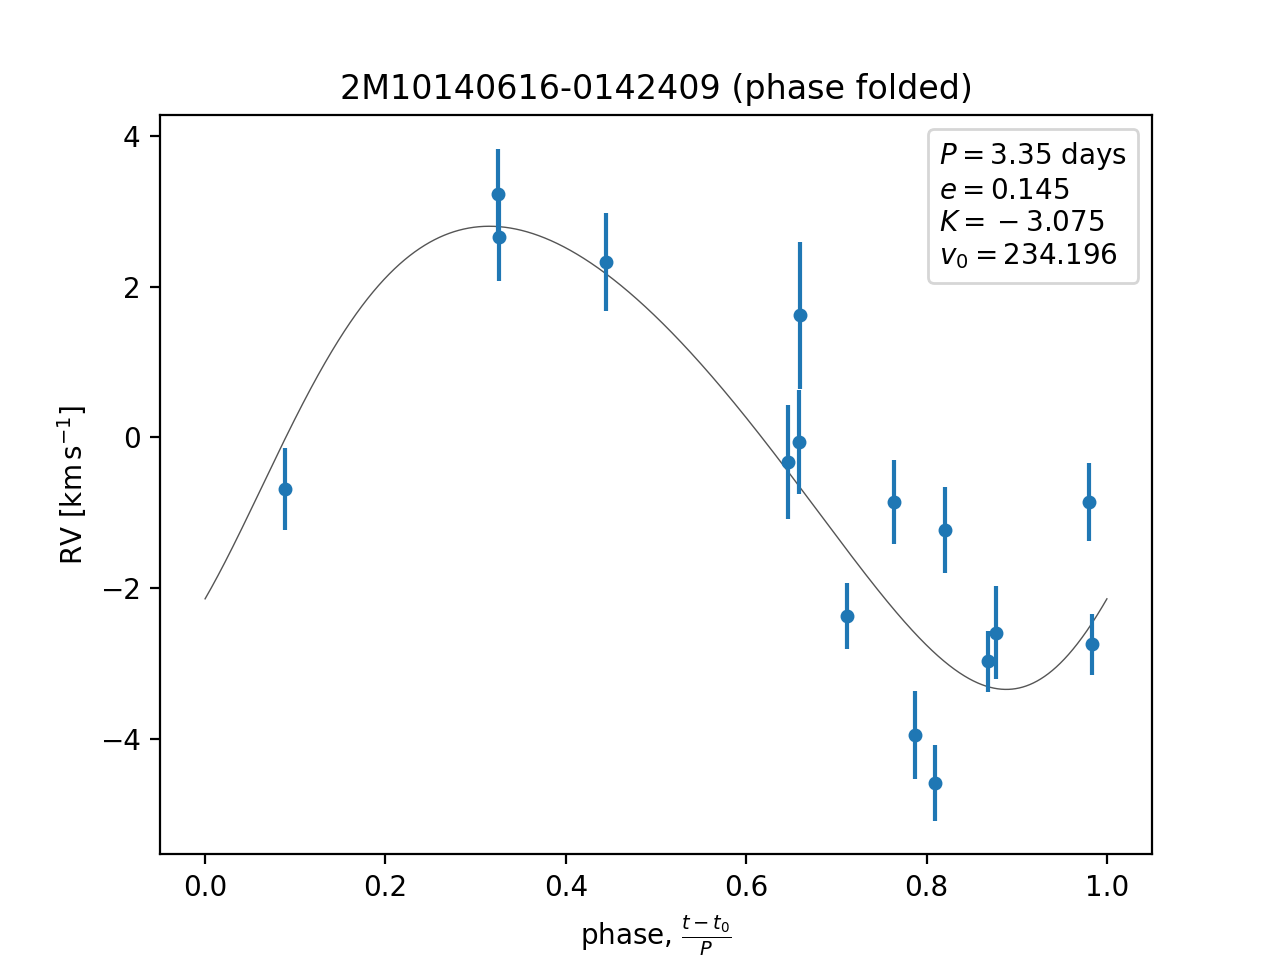 2M10140616-0142409 (phase folded)
P = 3.35 days
e = 0.145
K = −3.075
v₀ = 234.196
4
2
0
−2
−4
RV [km s⁻¹]
0.0 0.2 0.4 0.6 0.8 1.0
phase, (t − t₀)/P